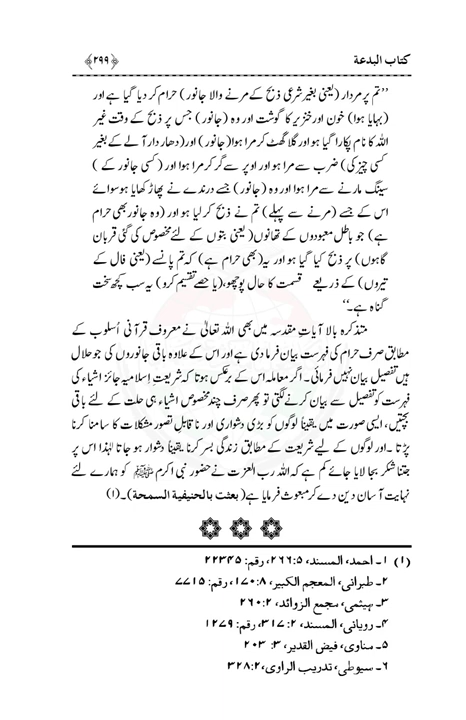 کتاب البدعة ﴿۲۹۹﴾
’’تم پر مردار (یعنی بغیر شرعی ذبح کے مرنے والا جانور) حرام کر دیا گیا ہے اور
(بہایا ہوا) خون اور خنزیر کا گوشت اور وہ (جانور) جس پر ذبح کے وقت غیر
اللہ کا نام پکارا گیا ہو اور گلا گھٹ کر مرا ہوا (جانور) اور (دھار دار آلے کے بغیر
کسی چیز کی) ضرب سے مرا ہوا اور اوپر سے گر کر مرا ہوا اور (کسی جانور کے)
سینگ مارنے سے مرا ہوا اور وہ (جانور) جسے درندے نے پھاڑ کھایا ہو سوائے
اس کے جسے (مرنے سے پہلے) تم نے ذبح کر لیا ہو اور (وہ جانور بھی حرام
ہے) جو باطل معبودوں کے تھانوں (یعنی بتوں کے لئے مخصوص کی گئی قربان
گاہوں) پر ذبح کیا گیا ہو اور یہ (بھی حرام ہے) کہ تم پانسے (یعنی فال کے
تیروں) کے ذریعے قسمت کا حال پوچھو، (یا حصے تقسیم کرو) یہ سب کچھ سخت
گناہ ہے۔‘‘
متذکرہ بالا آیات مقدسہ میں بھی اللہ تعالیٰ نے معروف قرآنی اُسلوب کے
مطابق صرف حرام کی فہرست بیان فرما دی ہے اور اس کے علاوہ باقی جانوروں کی جو حلال
ہیں تفصیل بیان نہیں فرمائی۔ اگر معاملہ اس کے برعکس ہوتا کہ شریعتِ اسلامیہ جائز اشیاء کی
فہرست کو تفصیل سے بیان کرنے لگتی تو پھر صرف چند مخصوص اشیاء ہی حلت کے لئے باقی
بچتیں، ایسی صورت میں یقیناً لوگوں کو بڑی دشواری اور ناقابلِ تصور مشکلات کا سامنا کرنا
پڑتا ۔اور لوگوں کے لیے شریعت کے مطابق زندگی بسر کرنا یقیناً دشوار ہو جاتا لہٰذا اس پر
جتنا شکر بجا لایا جائے کم ہے کہ اللہ رب العزت نے حضور نبی اکرم ﷺ کو ہمارے لئے
نہایت آسان دین دے کر مبعوث فرمایا ہے (بعثت بالحنیفیة السمحة)۔(۱)
(۱) ۱۔ احمد، المسند، ۵:۲۶۶، رقم: ۲۲۳۴۵
۲۔ طبرانی، المعجم الکبیر، ۸:۱۷۰، رقم: ۷۷۱۵
۳۔ ہیثمی، مجمع الزوائد، ۲:۲۶۰
۴۔ رویانی، المسند، ۲: ۳۱۷، رقم: ۱۲۷۹
۵۔ مناوی، فیض القدیر، ۳: ۲۰۳
۶۔ سیوطی، تدریب الراوی، ۲:۳۲۸